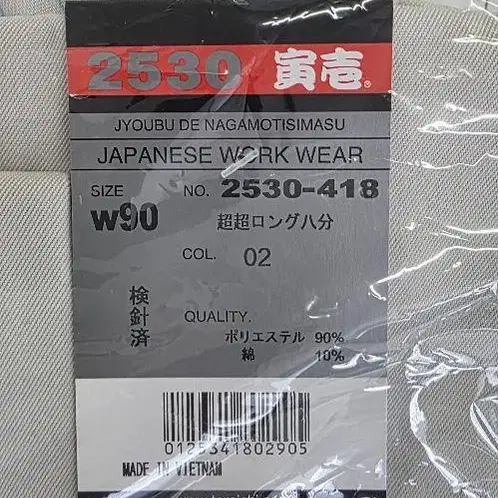 2530 寅壱®
JYOUBU DE NAGAMOTISIMASU
JAPANESE WORK WEAR
SIZE NO. 2530-418
W90 超超ロング八分
COL. 02
検針済
QUALITY.
ポリエステル 90%
綿 10%
0125341802905
MADE IN VIETNAM